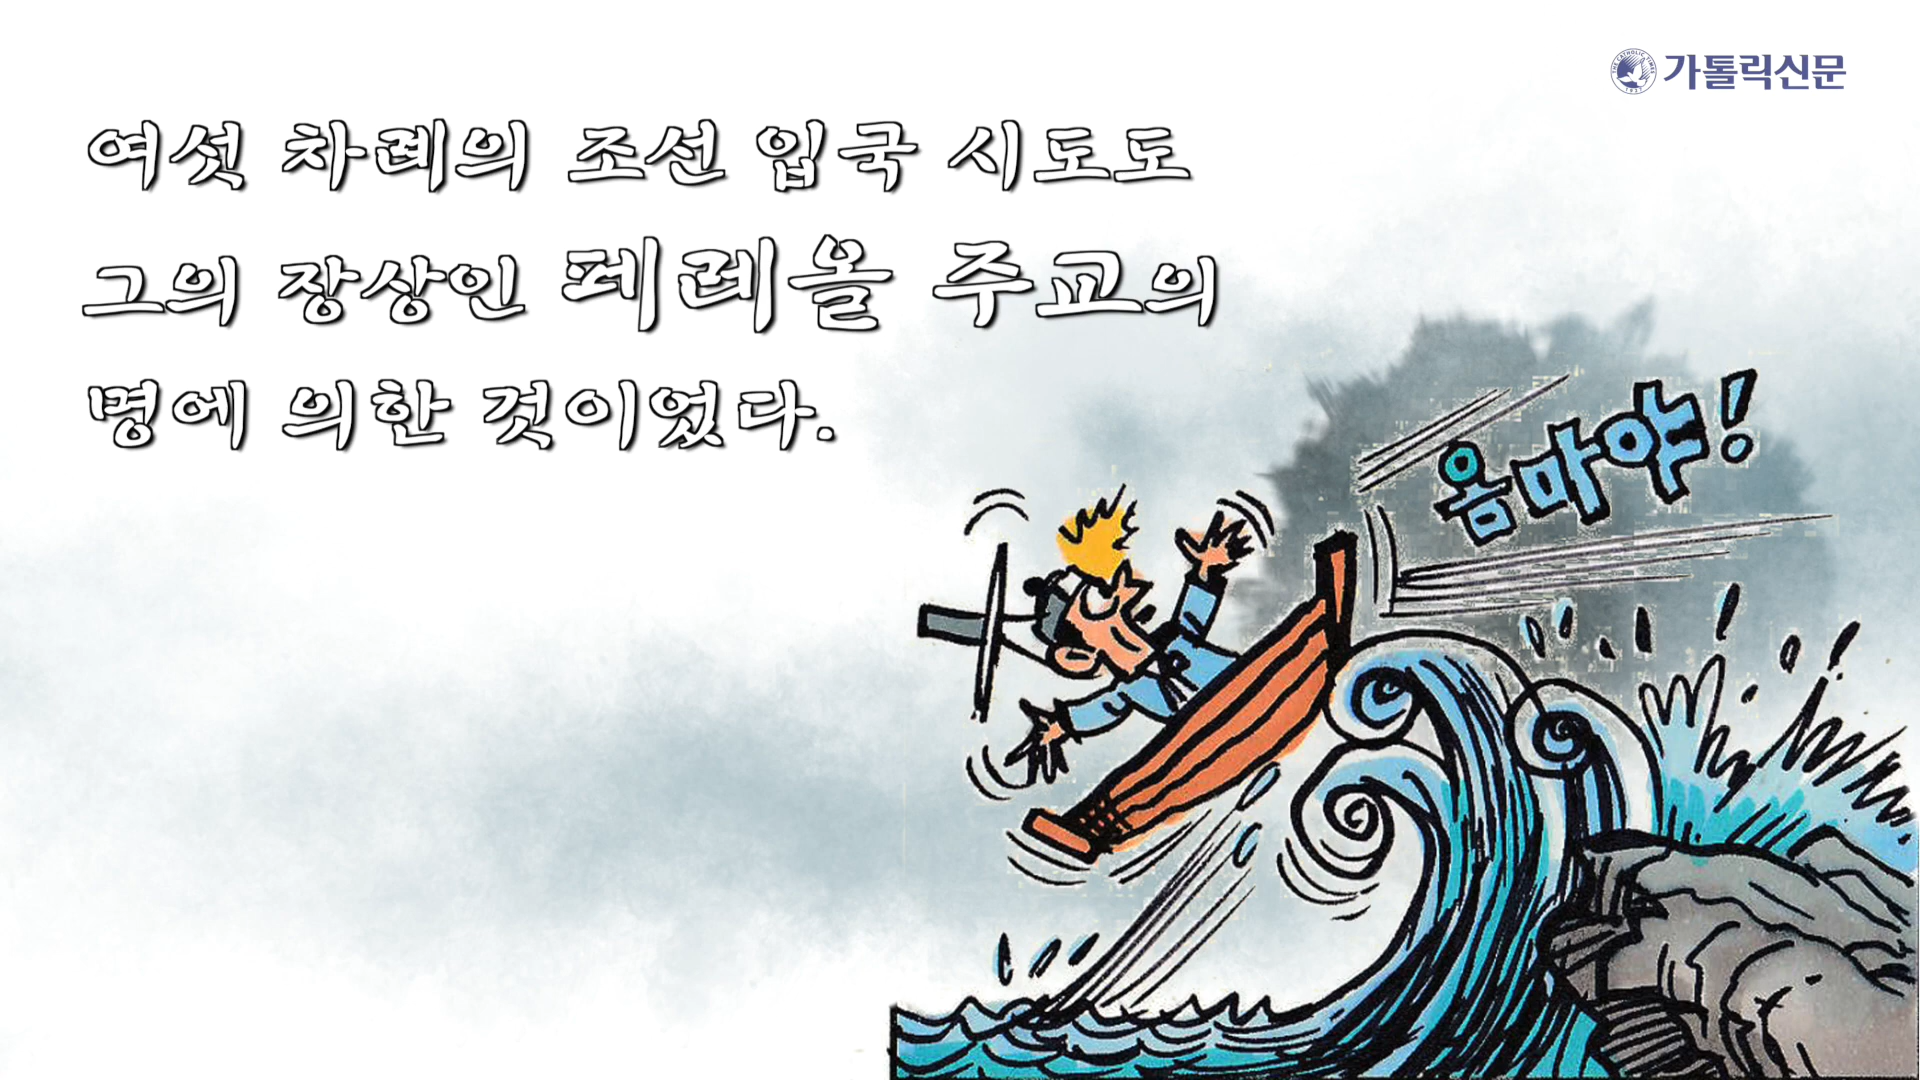 가톨릭신문
여섯 차례의 조선 입국 시도도
그의 장상인 페레올 주교의
명에 의한 것이었다.
옴마야!